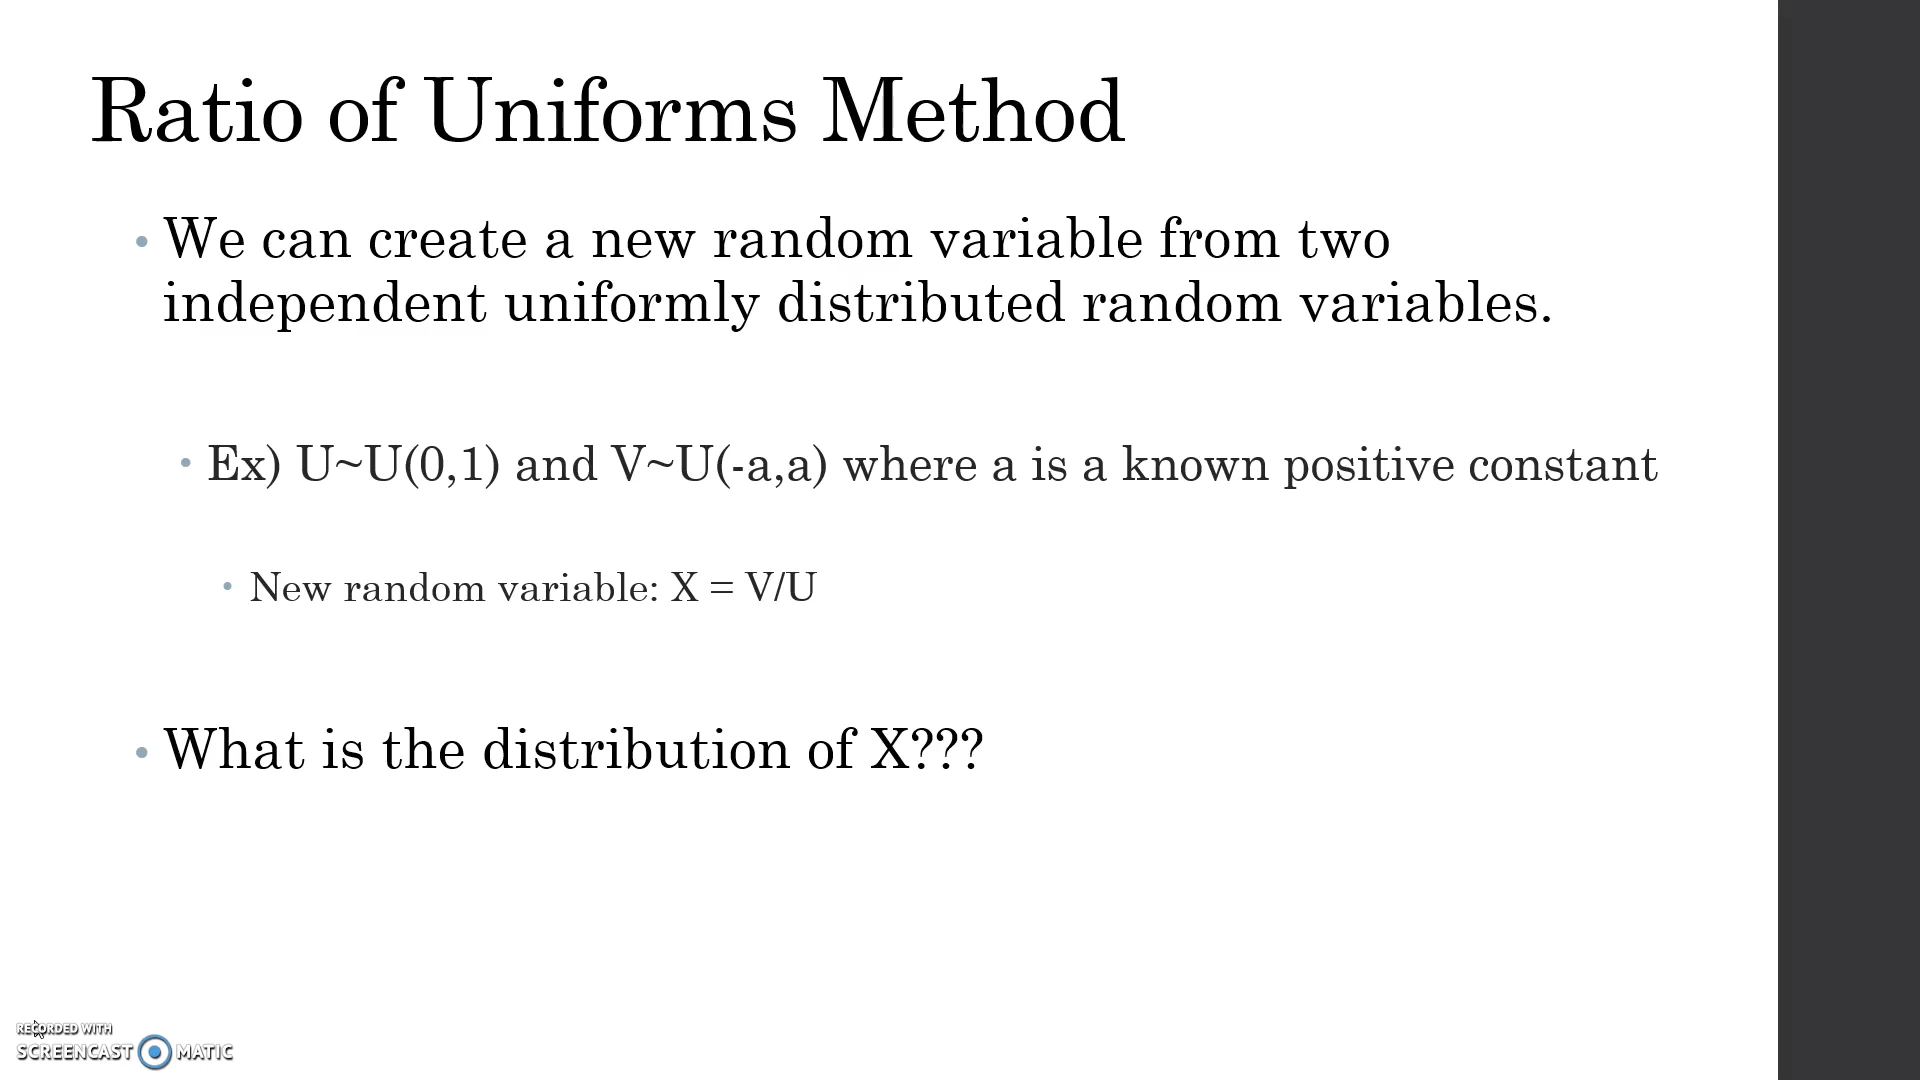 Ratio of Uniforms Method
• We can create a new random variable from two
independent uniformly distributed random variables.
• Ex) U~U(0,1) and V~U(-a,a) where a is a known positive constant
• New random variable: X = V/U
• What is the distribution of X???
RECORDED WITH
SCREENCAST MATIC